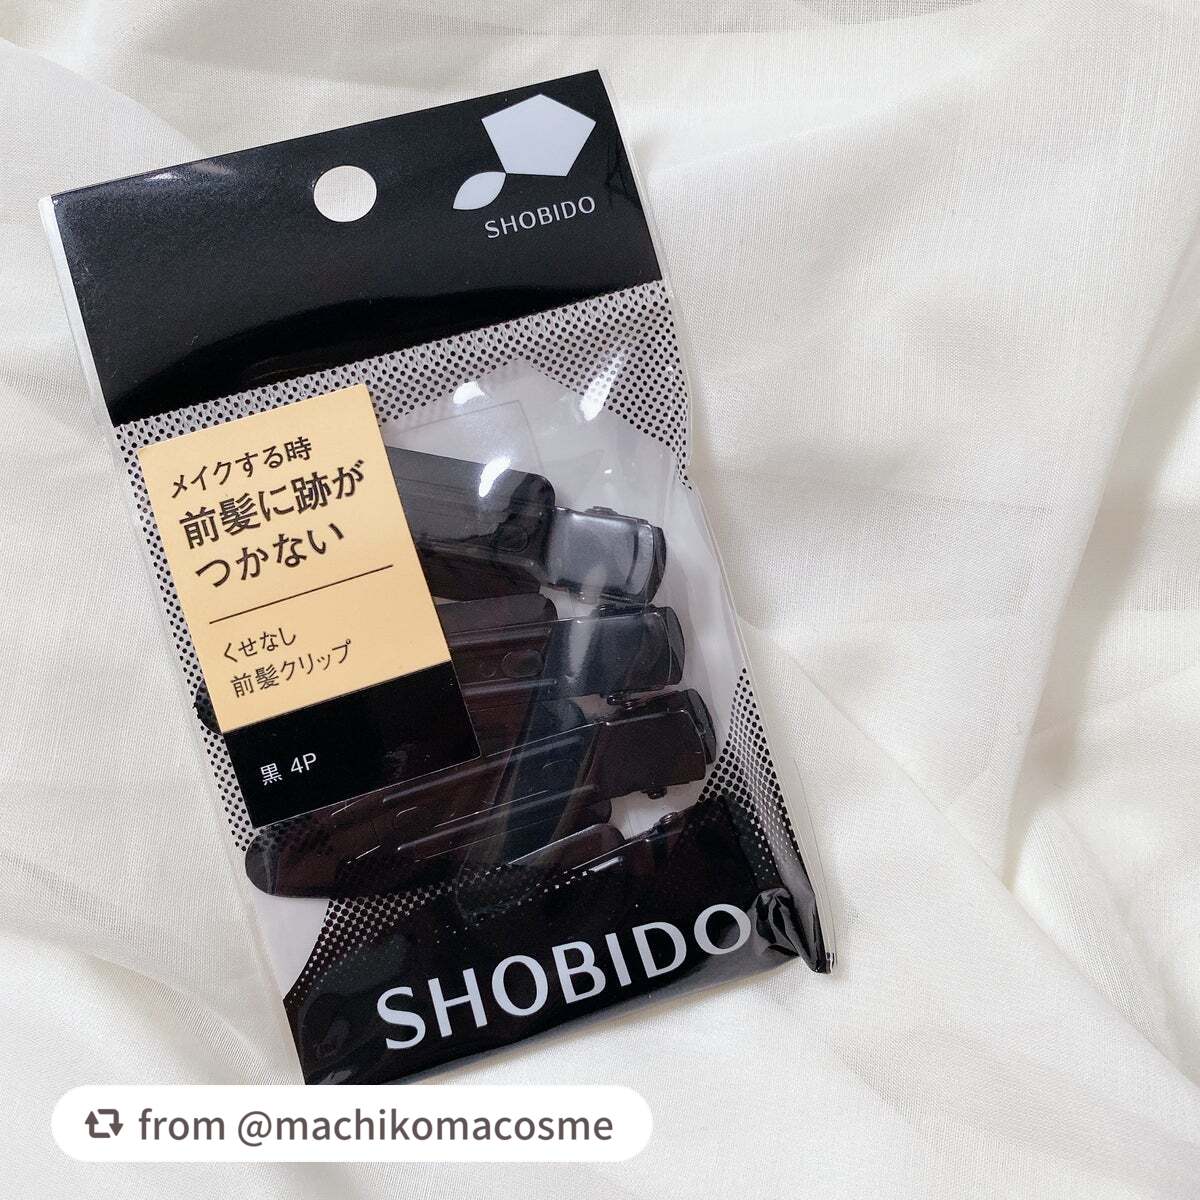 SHOBIDO
メイクする時
前髪に跡が
つかない
くせなし
前髪クリップ
黒 4P
SHOBIDO
from @machikomacosme